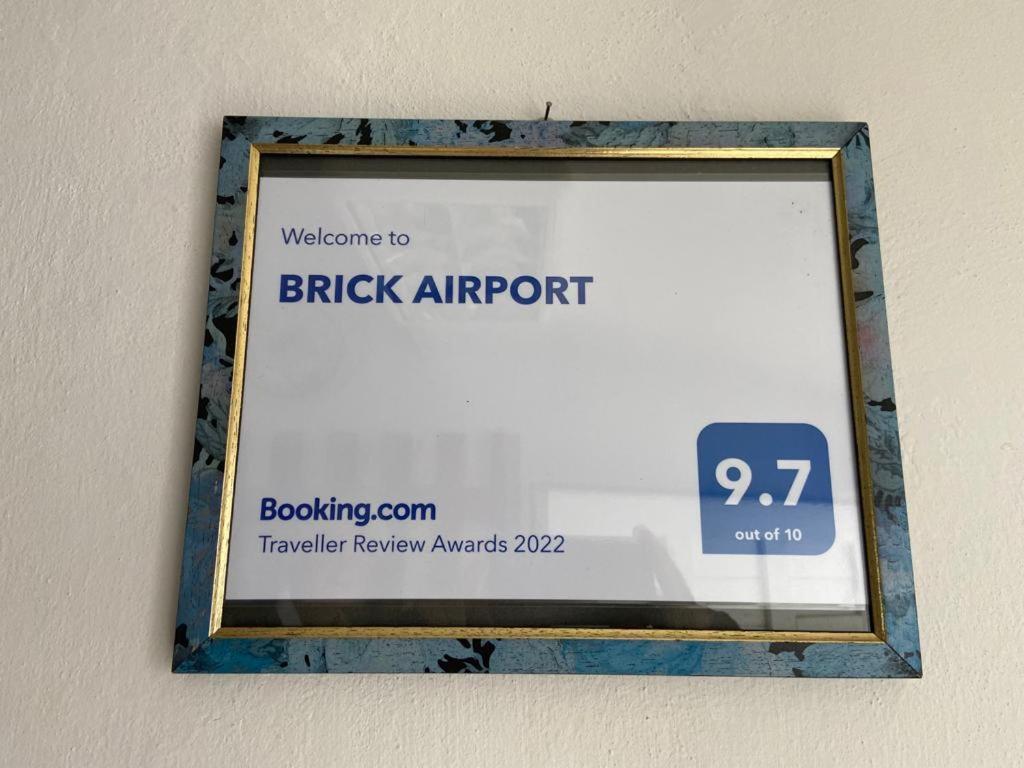 Welcome to
BRICK AIRPORT
9.7
out of 10
Booking.com
Traveller Review Awards 2022